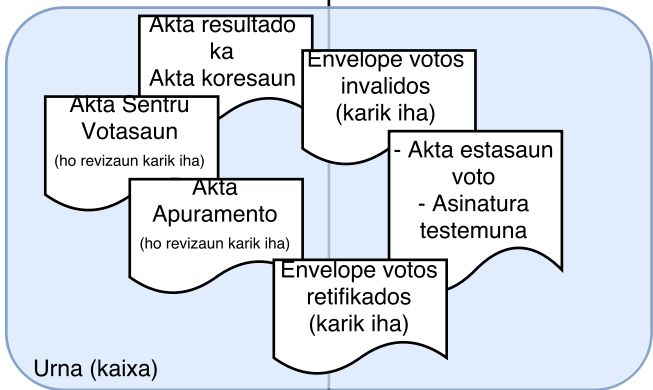 Akta resultado
ka
Akta koresaun
Envelope votos
invalidos
(karik iha)
Akta Sentru
Votasaun
(ho revizaun karik iha)
- Akta estasaun
voto
- Asinatura
testemuna
Akta
Apuramento
(ho revizaun karik iha)
Envelope votos
retifikados
(karik iha)
Urna (kaixa)